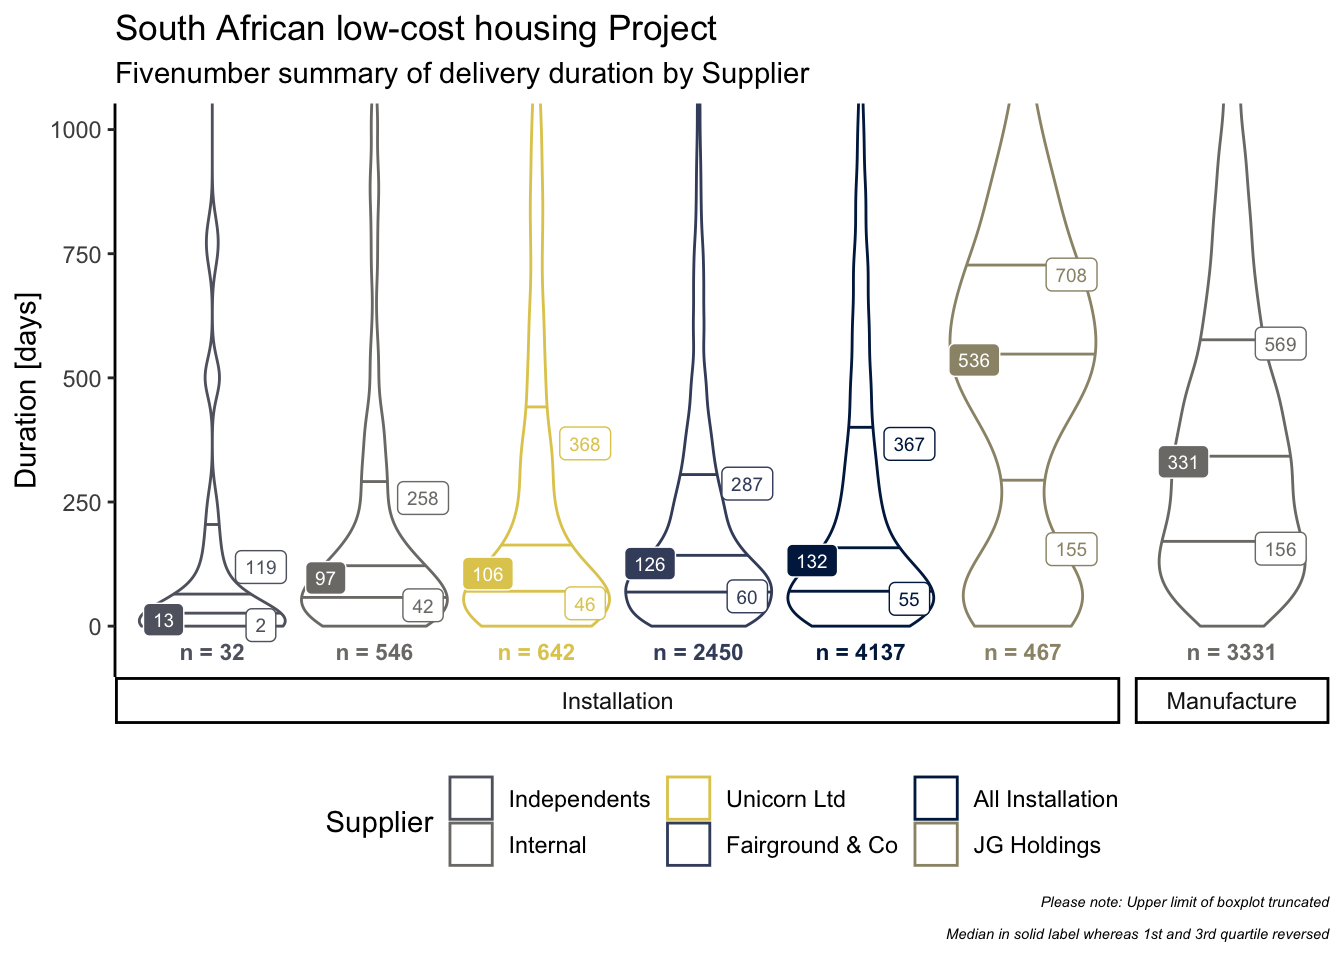 South African low-cost housing Project
Fivenumber summary of delivery duration by Supplier
Duration [days]
1000
750
500
250
0
13
119
2
97
258
42
106
368
46
126
287
60
132
367
55
536
708
155
331
569
156
n = 32
n = 546
n = 642
n = 2450
n = 4137
n = 467
n = 3331
Installation
Manufacture
Supplier
Independents
Unicorn Ltd
All Installation
Internal
Fairground & Co
JG Holdings
Please note: Upper limit of boxplot truncated
Median in solid label whereas 1st and 3rd quartile reversed